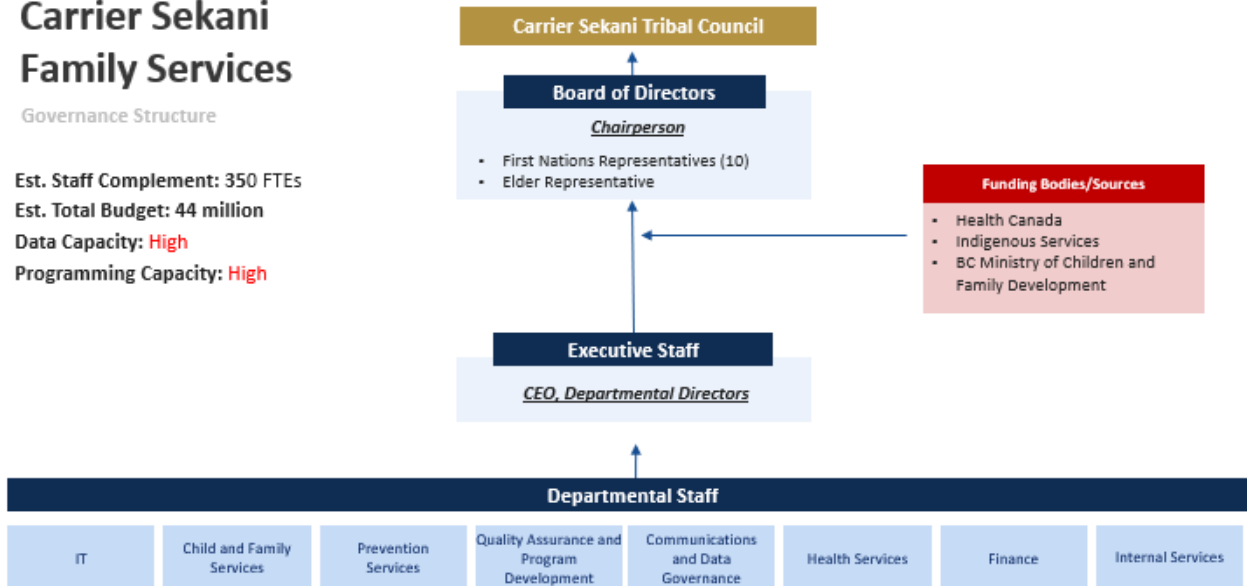 Carrier Sekani
Family Services
Governance Structure
Est. Staff Complement: 350 FTEs
Est. Total Budget: 44 million
Data Capacity: High
Programming Capacity: High
Carrier Sekani Tribal Council
Board of Directors
Chairperson
• First Nations Representatives (10)
• Elder Representative
Funding Bodies/Sources
• Health Canada
• Indigenous Services
• BC Ministry of Children and
Family Development
Executive Staff
CEO, Departmental Directors
Departmental Staff
IT
Child and Family
Services
Prevention
Services
Quality Assurance and
Program
Development
Communications
and Data
Governance
Health Services
Finance
Internal Services